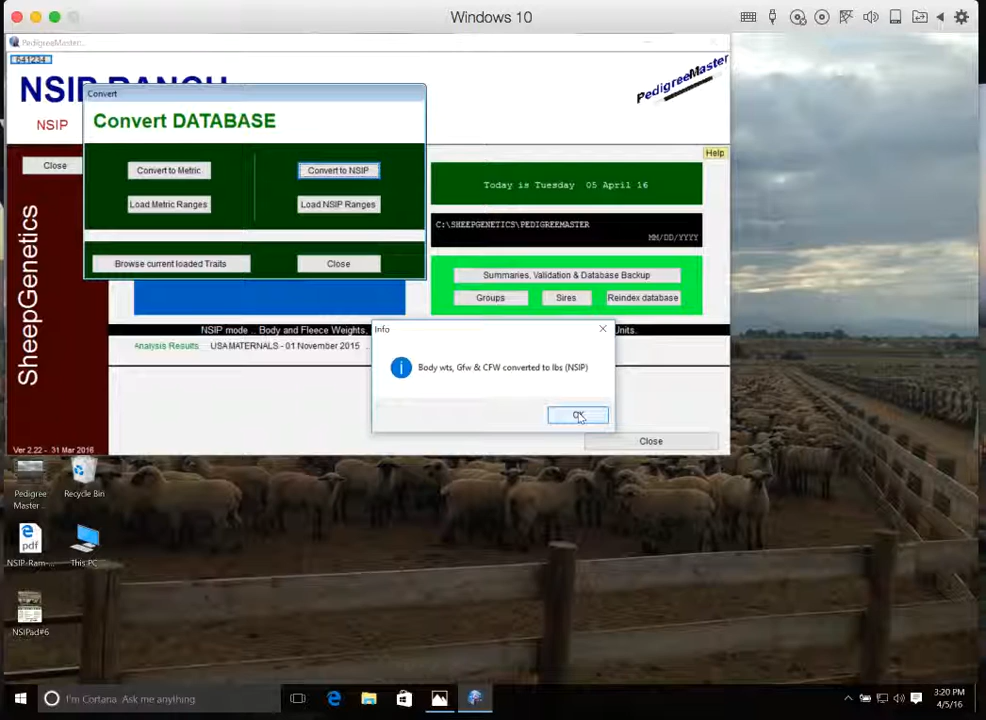 Windows 10
PedigreeMaster..
641234
NSIP RANCH
PedigreeMaster
NSIP
Convert
Convert DATABASE
Close
Convert to Metric
Convert to NSIP
Load Metric Ranges
Load NSIP Ranges
Browse current loaded Traits
Close
Help
Today is Tuesday 05 April 16
C:\SHEEPGENETICS\PEDIGREEMASTER
MM/DD/YYYY
Summaries, Validation & Database Backup
Groups
Sires
Reindex database
SheepGenetics
NSIP mode .. Body and Fleece Weights,
Units.
Analysis Results
USA MATERNALS - 01 November 2015
Info
Body wts, Gfw & CFW converted to lbs (NSIP)
OK
Close
Ver 2.22 - 31 Mar 2016
Pedigree
Master ..
Recycle Bin
NSIP-Ram-...
This PC
NSIPad#6
I'm Cortana. Ask me anything
3:20 PM
4/5/16